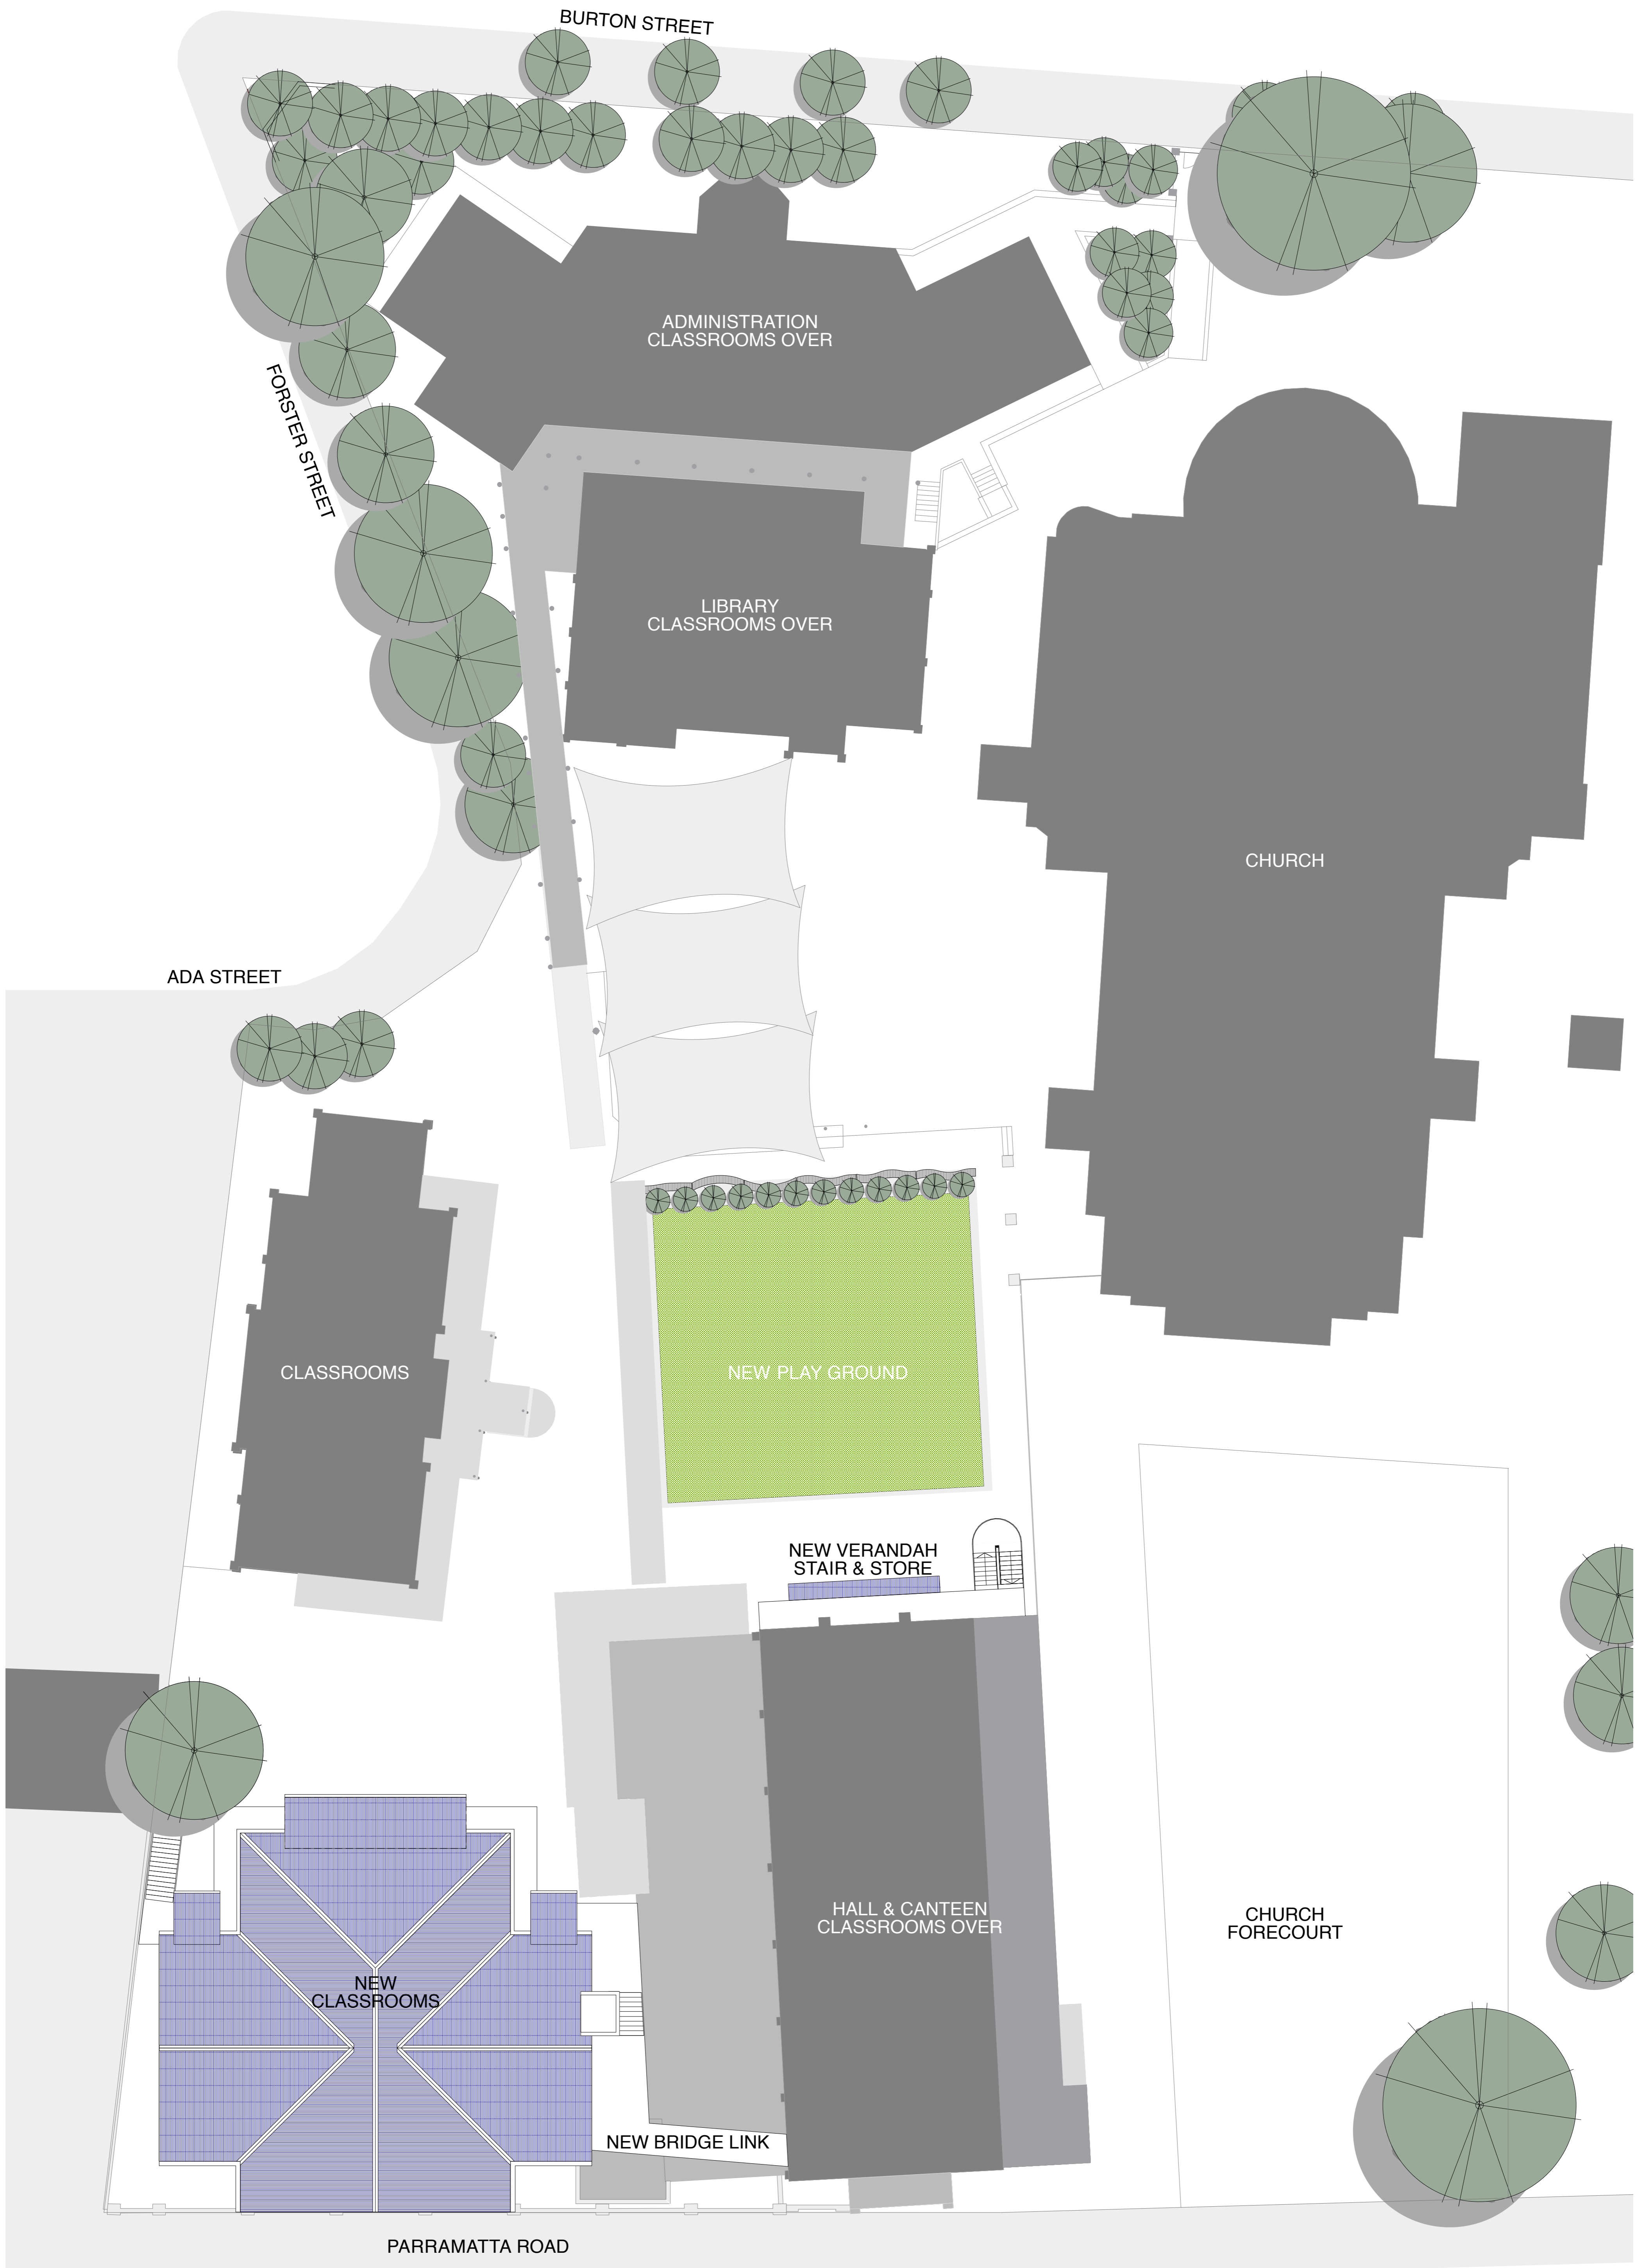 BURTON STREET
ADMINISTRATION
CLASSROOMS OVER
FORSTER STREET
LIBRARY
CLASSROOMS OVER
CHURCH
ADA STREET
CLASSROOMS
NEW PLAY GROUND
NEW VERANDAH
STAIR & STORE
HALL & CANTEEN
CLASSROOMS OVER
CHURCH
FORECOURT
NEW
CLASSROOMS
NEW BRIDGE LINK
PARRAMATTA ROAD